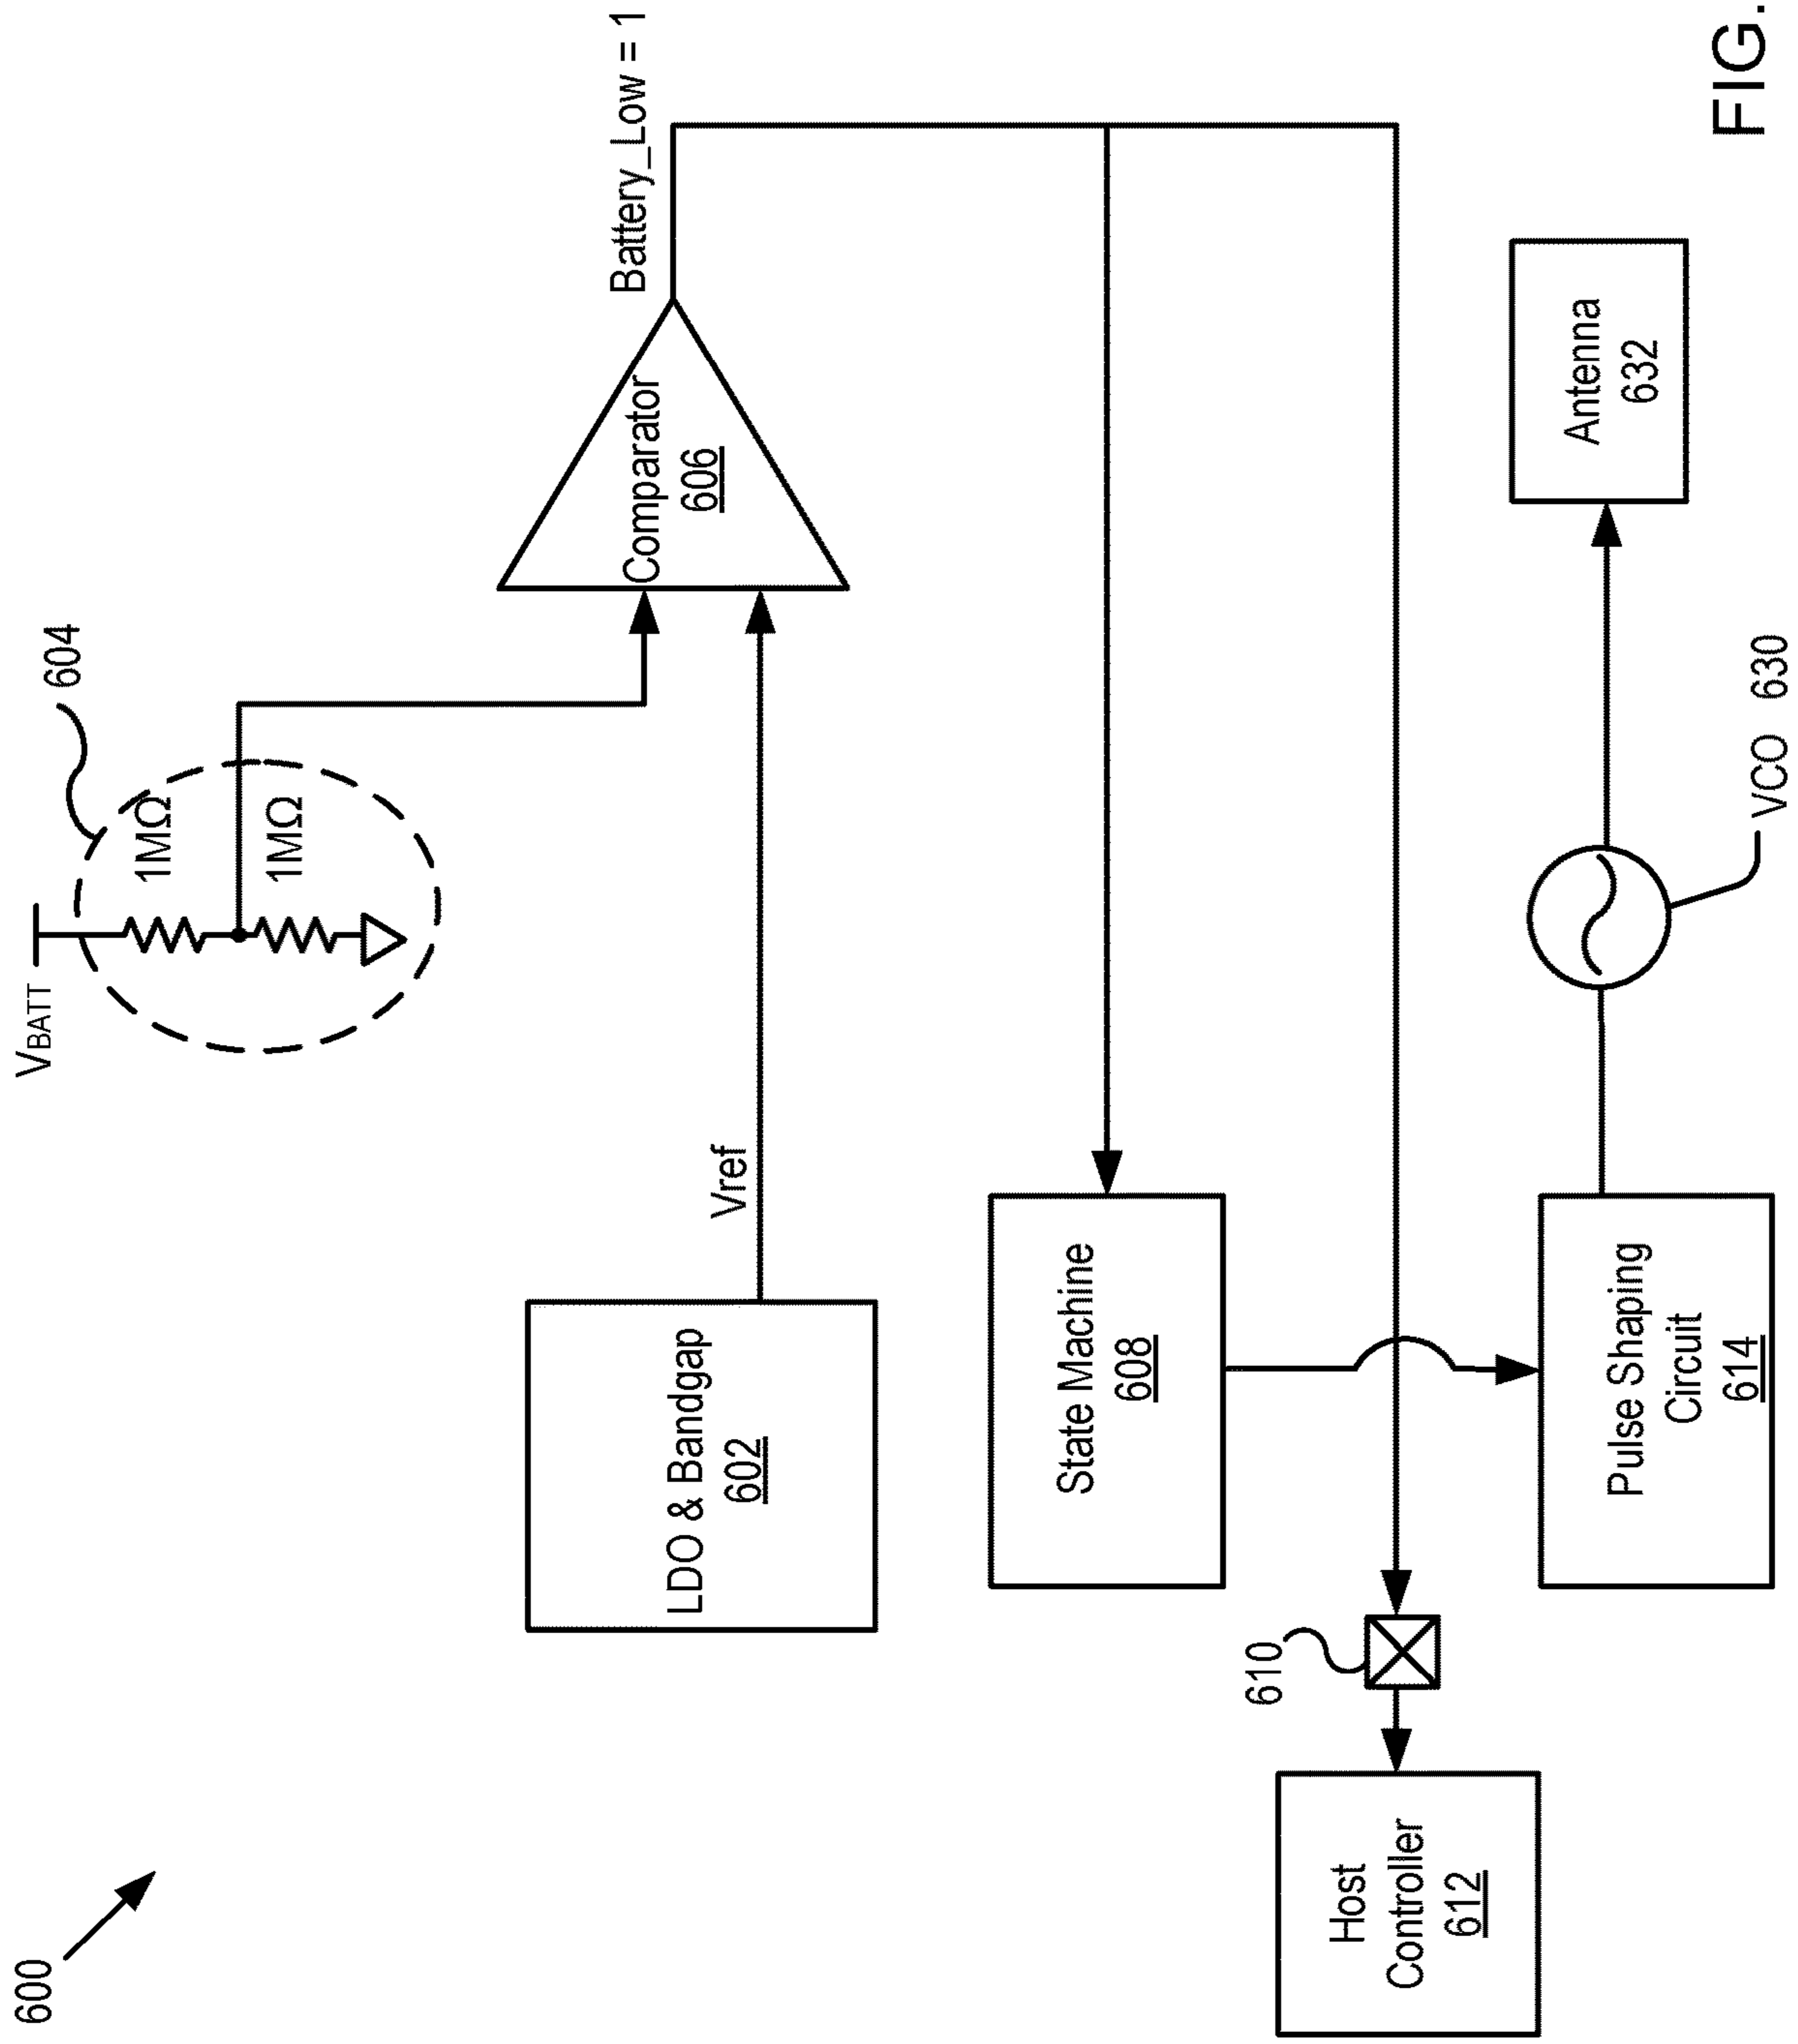 600
VBATT
604
1MΩ
1MΩ
LDO & Bandgap
602
Vref
Comparator
606
Battery_Low = 1
State Machine
608
610
Host
Controller
612
Pulse Shaping
Circuit
614
VCO 630
Antenna
632
FIG.